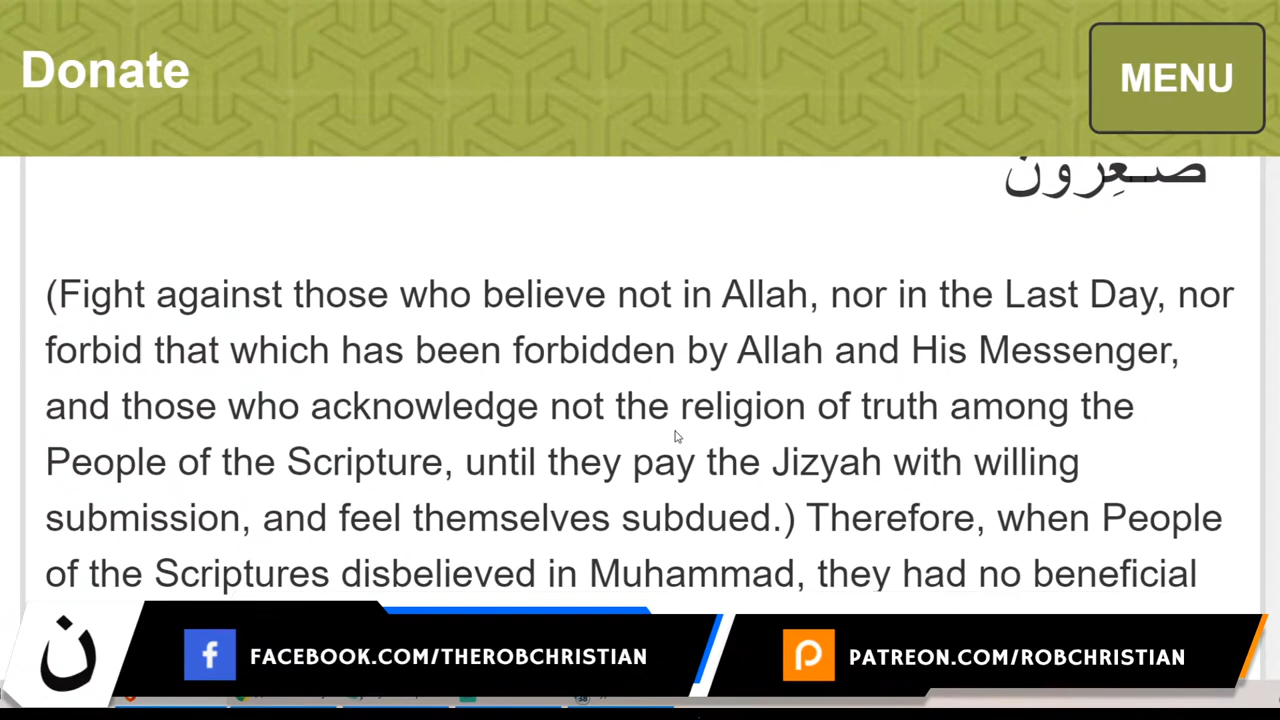 Donate
MENU
صـغِرون
(Fight against those who believe not in Allah, nor in the Last Day, nor
forbid that which has been forbidden by Allah and His Messenger,
and those who acknowledge not the religion of truth among the
People of the Scripture, until they pay the Jizyah with willing
submission, and feel themselves subdued.) Therefore, when People
of the Scriptures disbelieved in Muhammad, they had no beneficial
ن
FACEBOOK.COM/THEROBCHRISTIAN
PATREON.COM/ROBCHRISTIAN